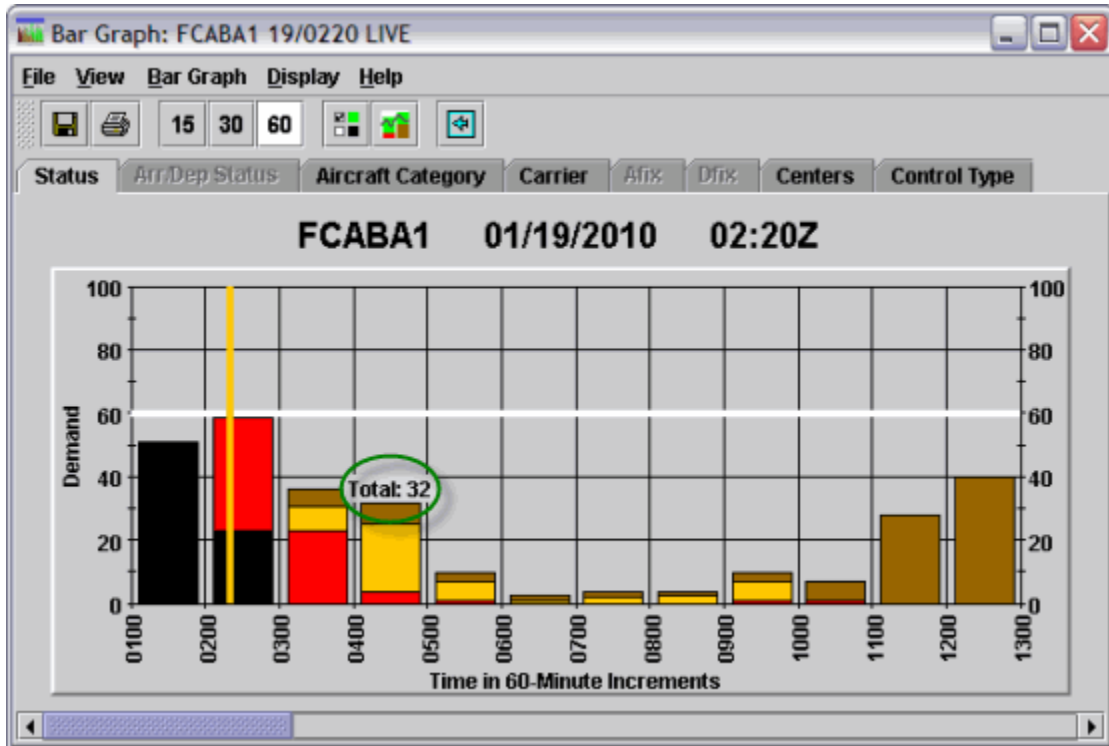 Bar Graph: FCABA1 19/0220 LIVE
File View Bar Graph Display Help
15 30 60
Status Arr/Dep Status Aircraft Category Carrier Afix Dfix Centers Control Type
FCABA1 01/19/2010 02:20Z
100 100
80 80
60 60
Demand
40 Total: 32 40
20 20
0 0
0100 0200 0300 0400 0500 0600 0700 0800 0900 1000 1100 1200 1300
Time in 60-Minute Increments